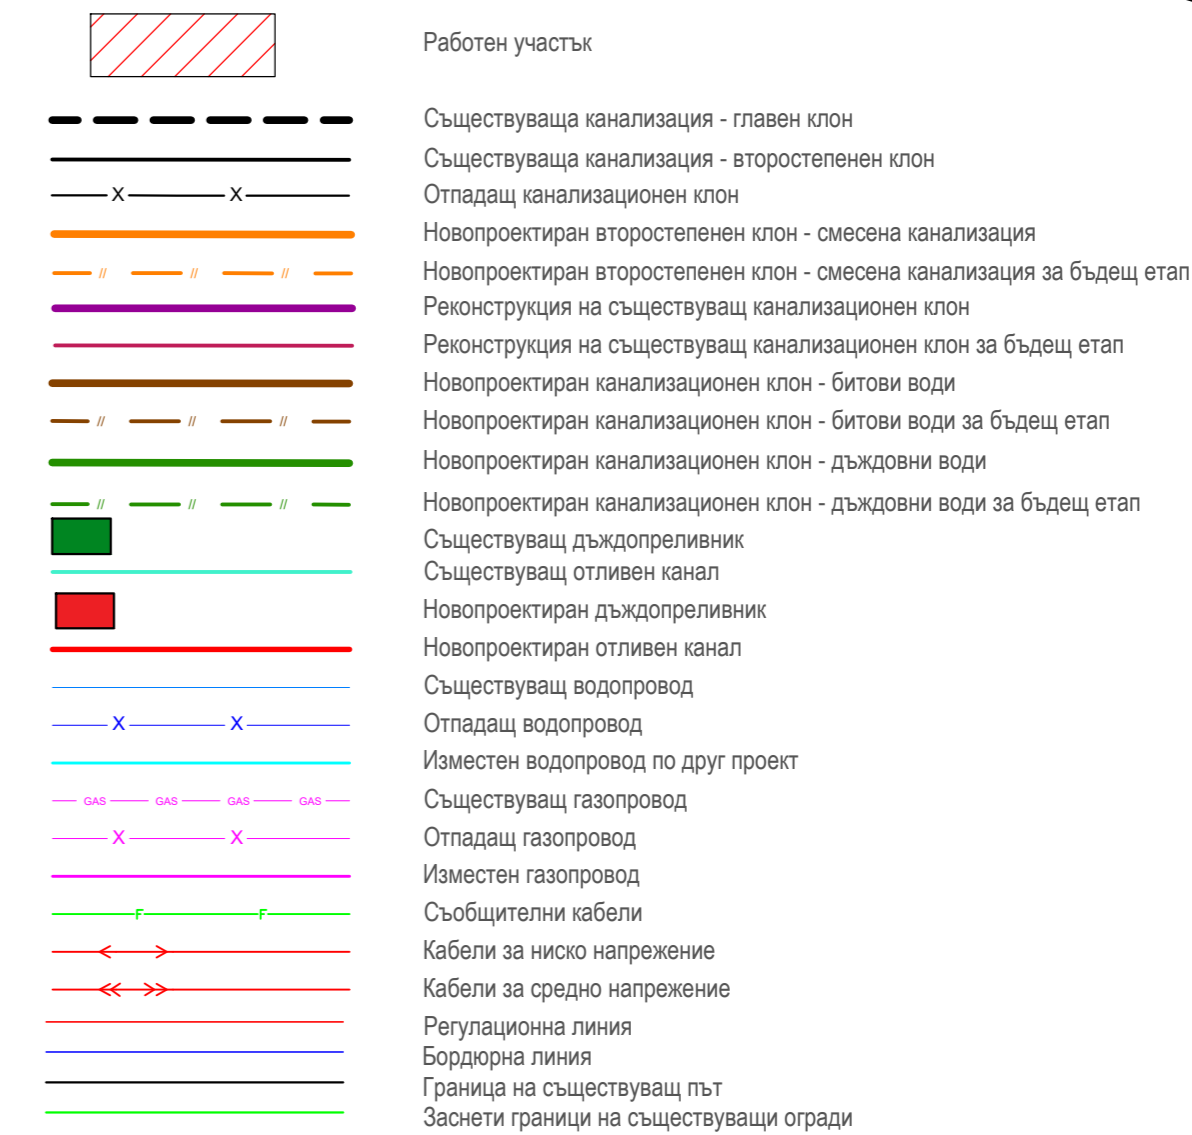 Работен участък
Съществуваща канализация - главен клон
Съществуваща канализация - второстепенен клон
X X Отпадащ канализационен клон
Новопроектиран второстепенен клон - смесена канализация
// // // Новопроектиран второстепенен клон - смесена канализация за бъдещ етап
Реконструкция на съществуващ канализационен клон
Реконструкция на съществуващ канализационен клон за бъдещ етап
Новопроектиран канализационен клон - битови води
// // // Новопроектиран канализационен клон - битови води за бъдещ етап
Новопроектиран канализационен клон - дъждовни води
// // // Новопроектиран канализационен клон - дъждовни води за бъдещ етап
Съществуващ дъждопреливник
Съществуващ отливен канал
Новопроектиран дъждопреливник
Новопроектиран отливен канал
Съществуващ водопровод
X X Отпадащ водопровод
Изместен водопровод по друг проект
GAS GAS GAS GAS Съществуващ газопровод
X X Отпадащ газопровод
Изместен газопровод
F F Съобщителни кабели
Кабели за ниско напрежение
Кабели за средно напрежение
Регулационна линия
Бордюрна линия
Граница на съществуващ път
Заснети граници на съществуващи огради